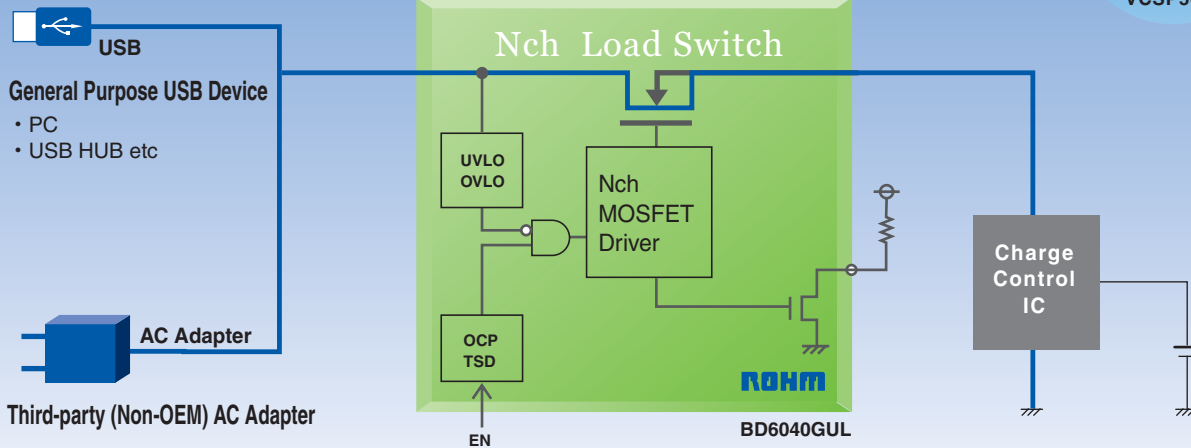 USB
General Purpose USB Device
・PC
・USB HUB etc
AC Adapter
Third-party (Non-OEM) AC Adapter
Nch Load Switch
UVLO
OVLO
Nch
MOSFET
Driver
OCP
TSD
EN
ROHM
BD6040GUL
Charge
Control
IC